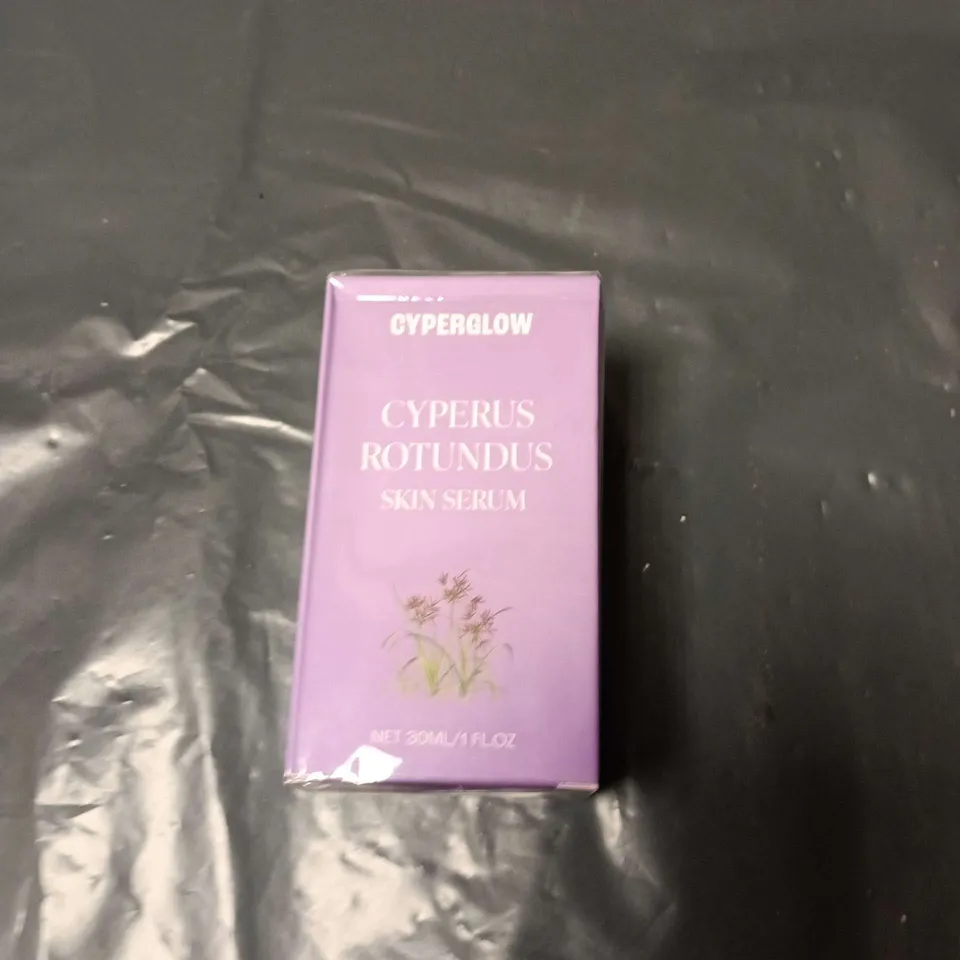 CYPERGLOW
CYPERUS
ROTUNDUS
SKIN SERUM
NET 30ML/1 FL.OZ